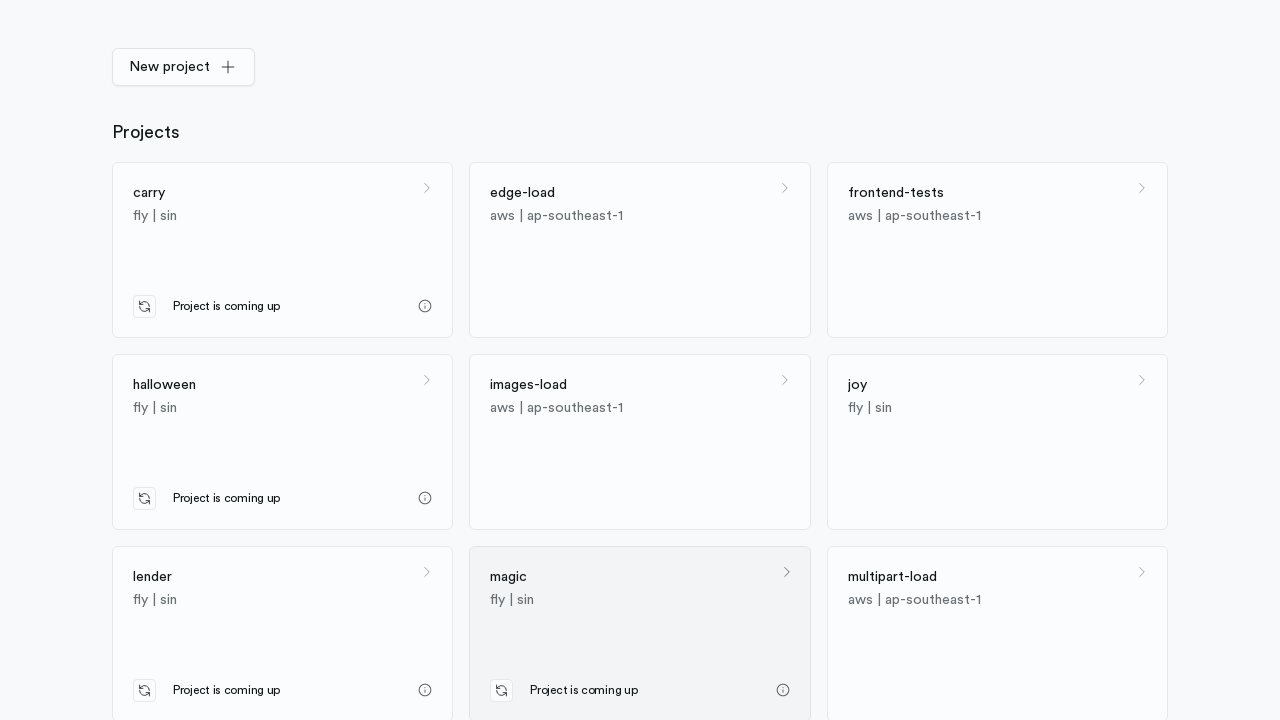 New project
Projects
carry
fly | sin
Project is coming up
edge-load
aws | ap-southeast-1
frontend-tests
aws | ap-southeast-1
halloween
fly | sin
Project is coming up
images-load
aws | ap-southeast-1
joy
fly | sin
lender
fly | sin
Project is coming up
magic
fly | sin
Project is coming up
multipart-load
aws | ap-southeast-1